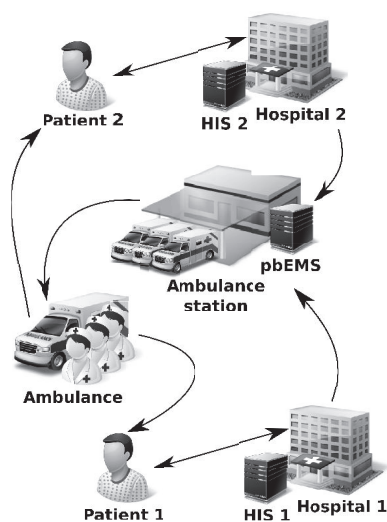 Patient 2
HIS 2
Hospital 2
pbEMS
Ambulance
station
Ambulance
Patient 1
HIS 1
Hospital 1